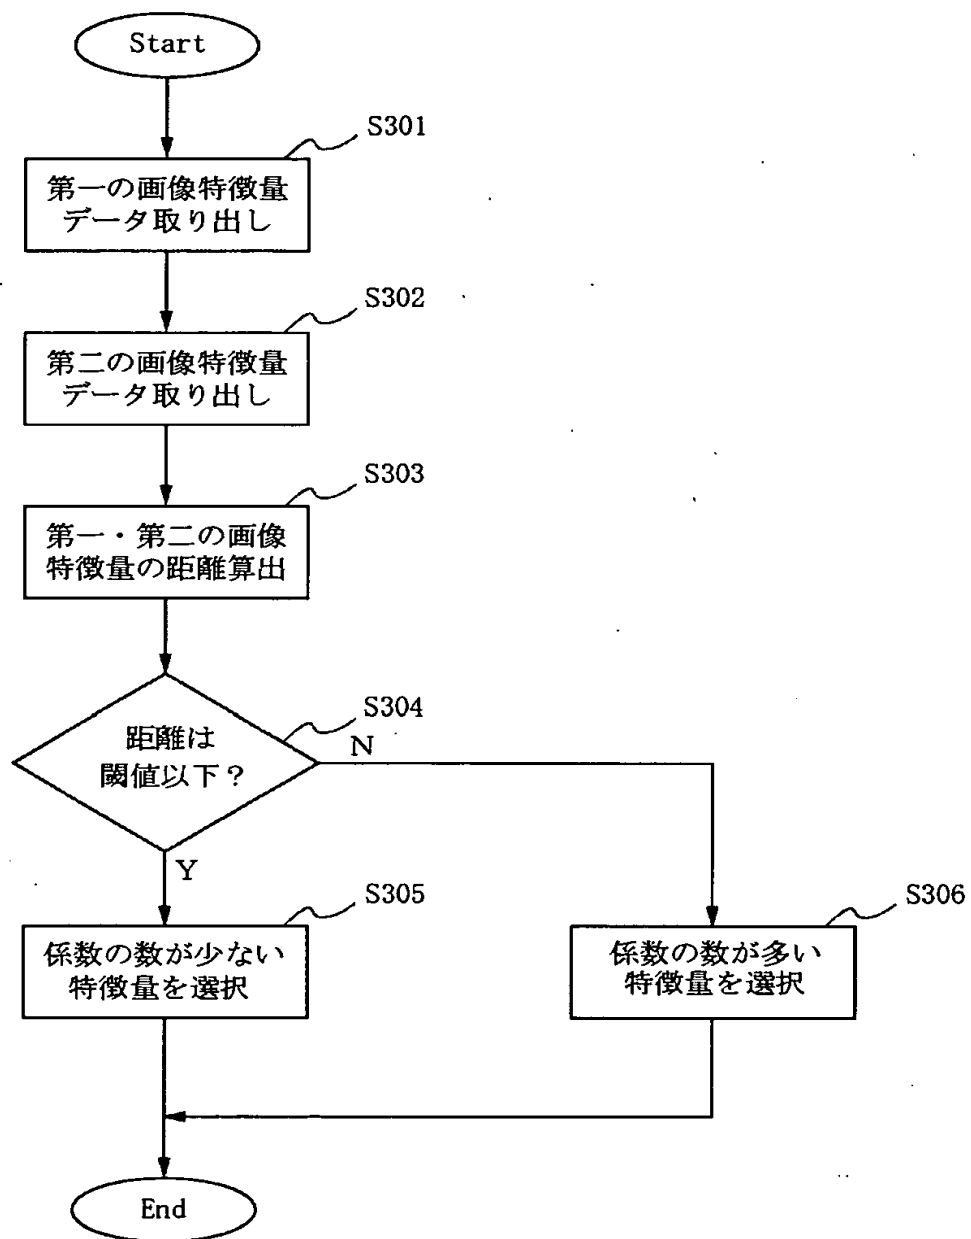 Start
S301
第一の画像特徴量
データ取り出し
S302
第二の画像特徴量
データ取り出し
S303
第一・第二の画像
特徴量の距離算出
S304
距離は
閾値以下?
N
Y
S305
係数の数が少ない
特徴量を選択
S306
係数の数が多い
特徴量を選択
End